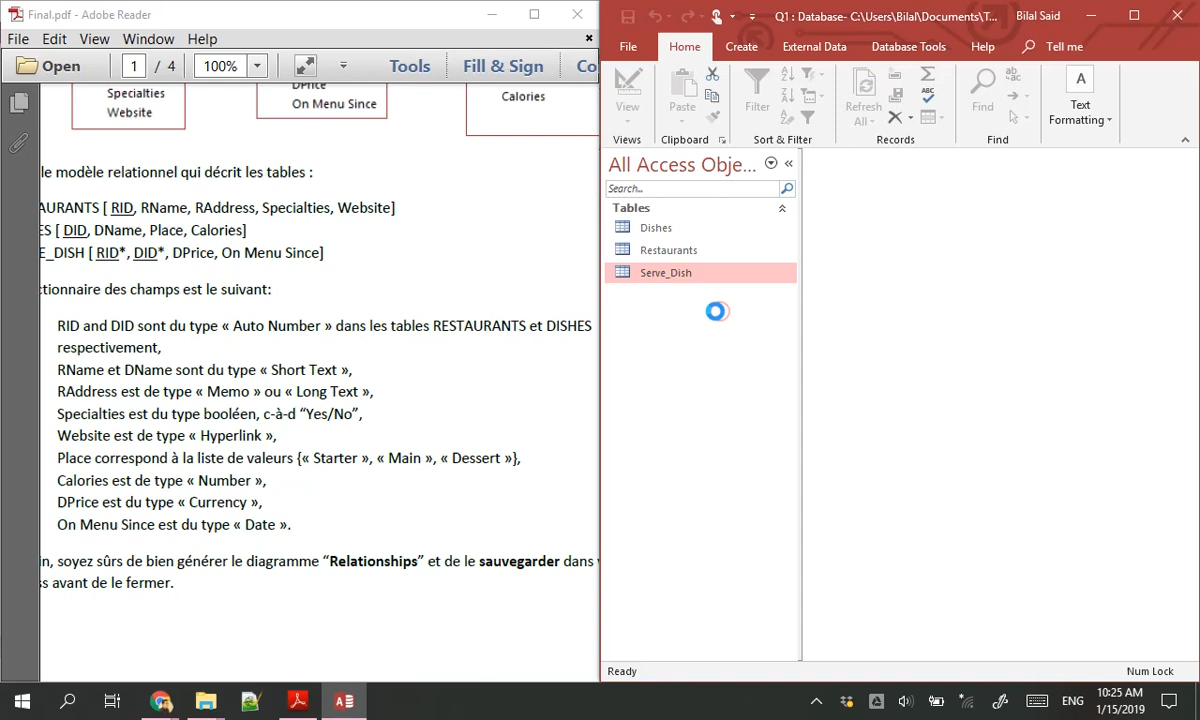 Final.pdf - Adobe Reader
File Edit View Window Help
Open 1 / 4 100% Tools Fill & Sign Co
Specialties
Website
DPrice
On Menu Since
Calories
le modèle relationnel qui décrit les tables :
AURANTS [ RID, RName, RAddress, Specialties, Website]
ES [ DID, DName, Place, Calories]
E_DISH [ RID*, DID*, DPrice, On Menu Since]
ctionnaire des champs est le suivant:
RID and DID sont du type « Auto Number » dans les tables RESTAURANTS et DISHES
respectivement,
RName et DName sont du type « Short Text »,
RAddress est de type « Memo » ou « Long Text »,
Specialties est du type booléen, c-à-d “Yes/No”,
Website est de type « Hyperlink »,
Place correspond à la liste de valeurs {« Starter », « Main », « Dessert »},
Calories est de type « Number »,
DPrice est du type « Currency »,
On Menu Since est du type « Date ».
in, soyez sûrs de bien générer le diagramme “Relationships” et de le sauvegarder dans
ss avant de le fermer.
Q1 : Database- C:\Users\Bilal\Documents\T... Bilal Said
File Home Create External Data Database Tools Help Tell me
View
Paste
Filter
Refresh
All
ABC
Find
ab
ac
A
Text
Formatting
Views Clipboard Sort & Filter Records Find
All Access Obje...
Search...
Tables
Dishes
Restaurants
Serve_Dish
Ready Num Lock
ENG
10:25 AM
1/15/2019